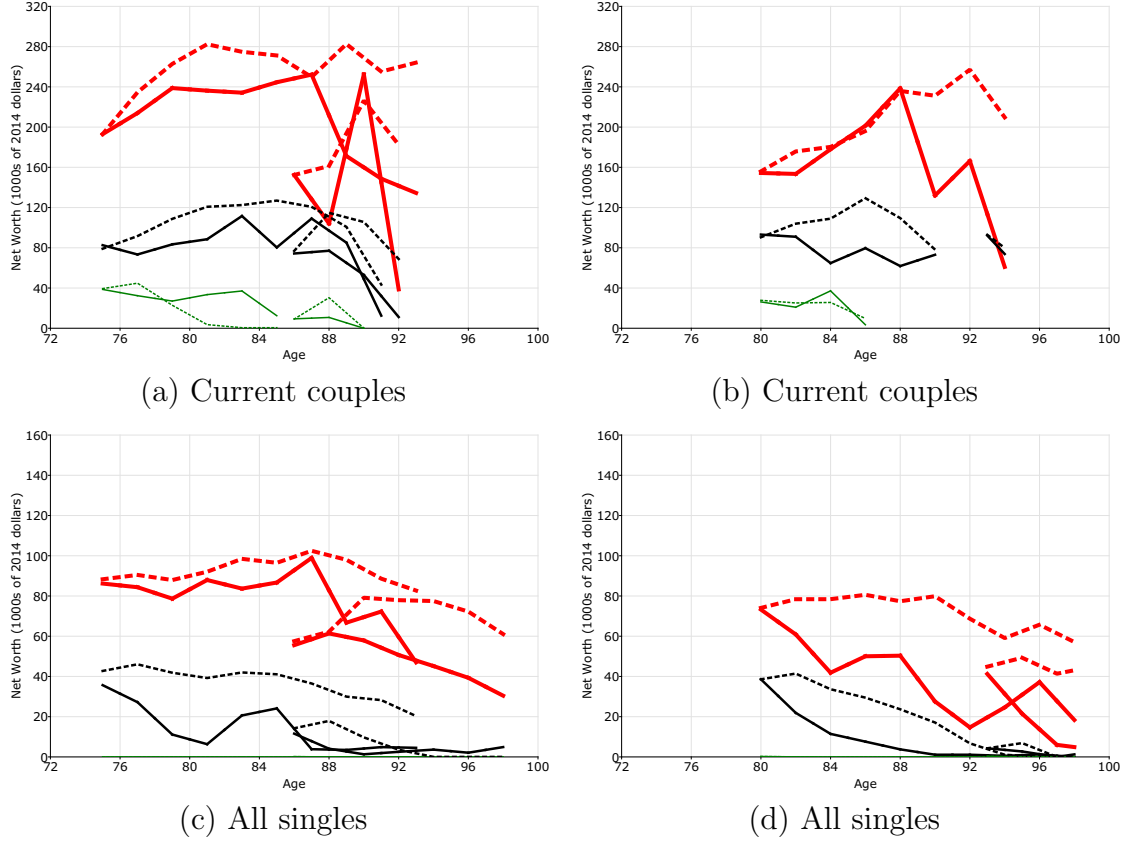 Net Worth (1000s of 2014 dollars)
320
280
240
200
160
120
80
40
0
72 76 80 84 88 92 96 100
Age
(a) Current couples
Net Worth (1000s of 2014 dollars)
320
280
240
200
160
120
80
40
0
72 76 80 84 88 92 96 100
Age
(b) Current couples
Net Worth (1000s of 2014 dollars)
160
140
120
100
80
60
40
20
0
72 76 80 84 88 92 96 100
Age
(c) All singles
Net Worth (1000s of 2014 dollars)
160
140
120
100
80
60
40
20
0
72 76 80 84 88 92 96 100
Age
(d) All singles